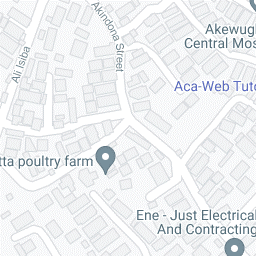 Akewugb
Central Mos
Akindona
Street
Ali Isiba
Aca-Web Tuto
tta poultry farm
Ene - Just Electrical
And Contracting